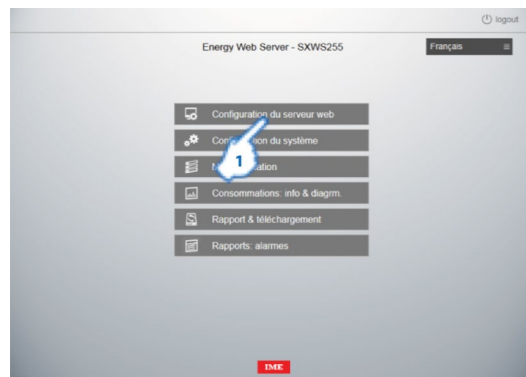 logout
Energy Web Server - SXWS255
Français
Configuration du serveur web
Configuration du système
1
Consommations: info & diagrm.
Rapport & téléchargement
Rapports: alarmes
IME